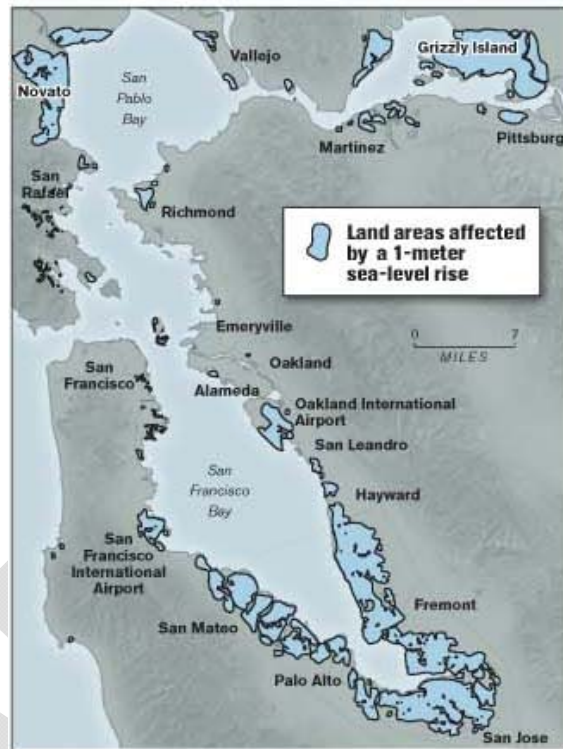 Vallejo
Grizzly Island
San
Pablo
Bay
Novato
Martinez
Pittsburg
San
Rafael
Richmond
Land areas affected
by a 1-meter
sea-level rise
Emeryville
0 7
MILES
Oakland
San
Francisco
Alameda
Oakland International
Airport
San Leandro
San
Francisco
Bay
Hayward
San
Francisco
International
Airport
Fremont
San Mateo
Palo Alto
San Jose